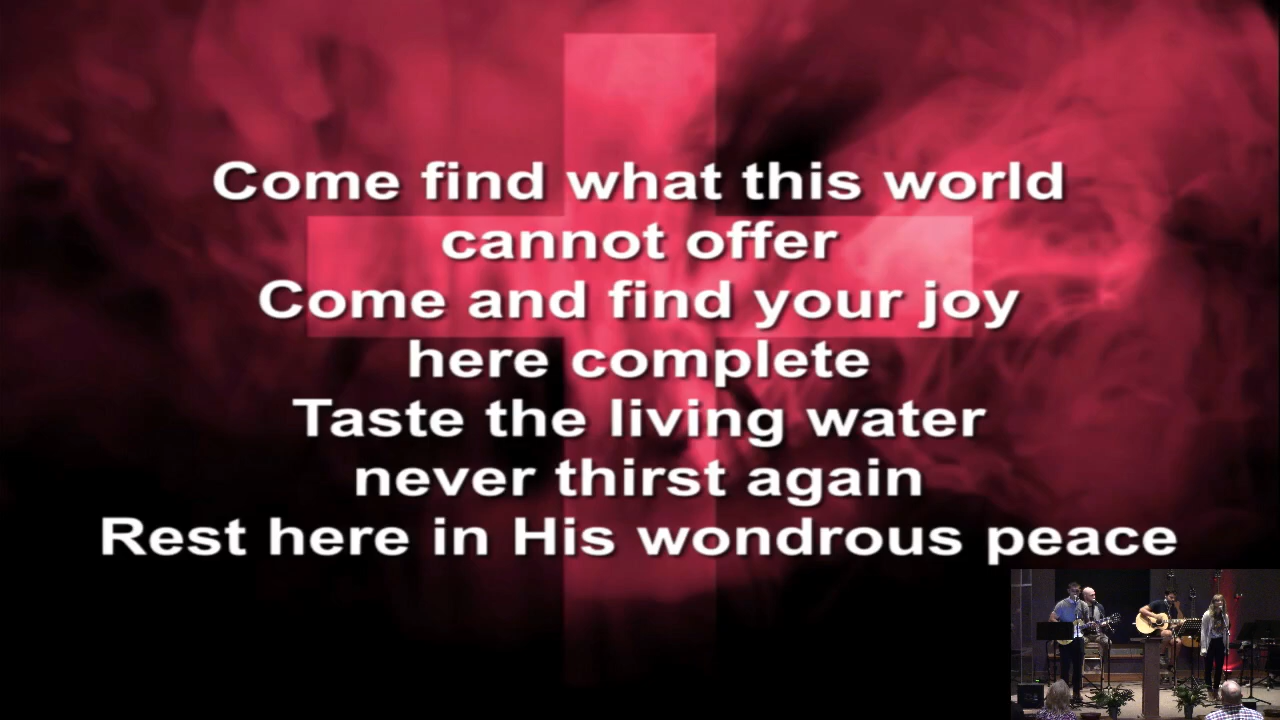 Come find what this world
cannot offer
Come and find your joy
here complete
Taste the living water
never thirst again
Rest here in His wondrous peace